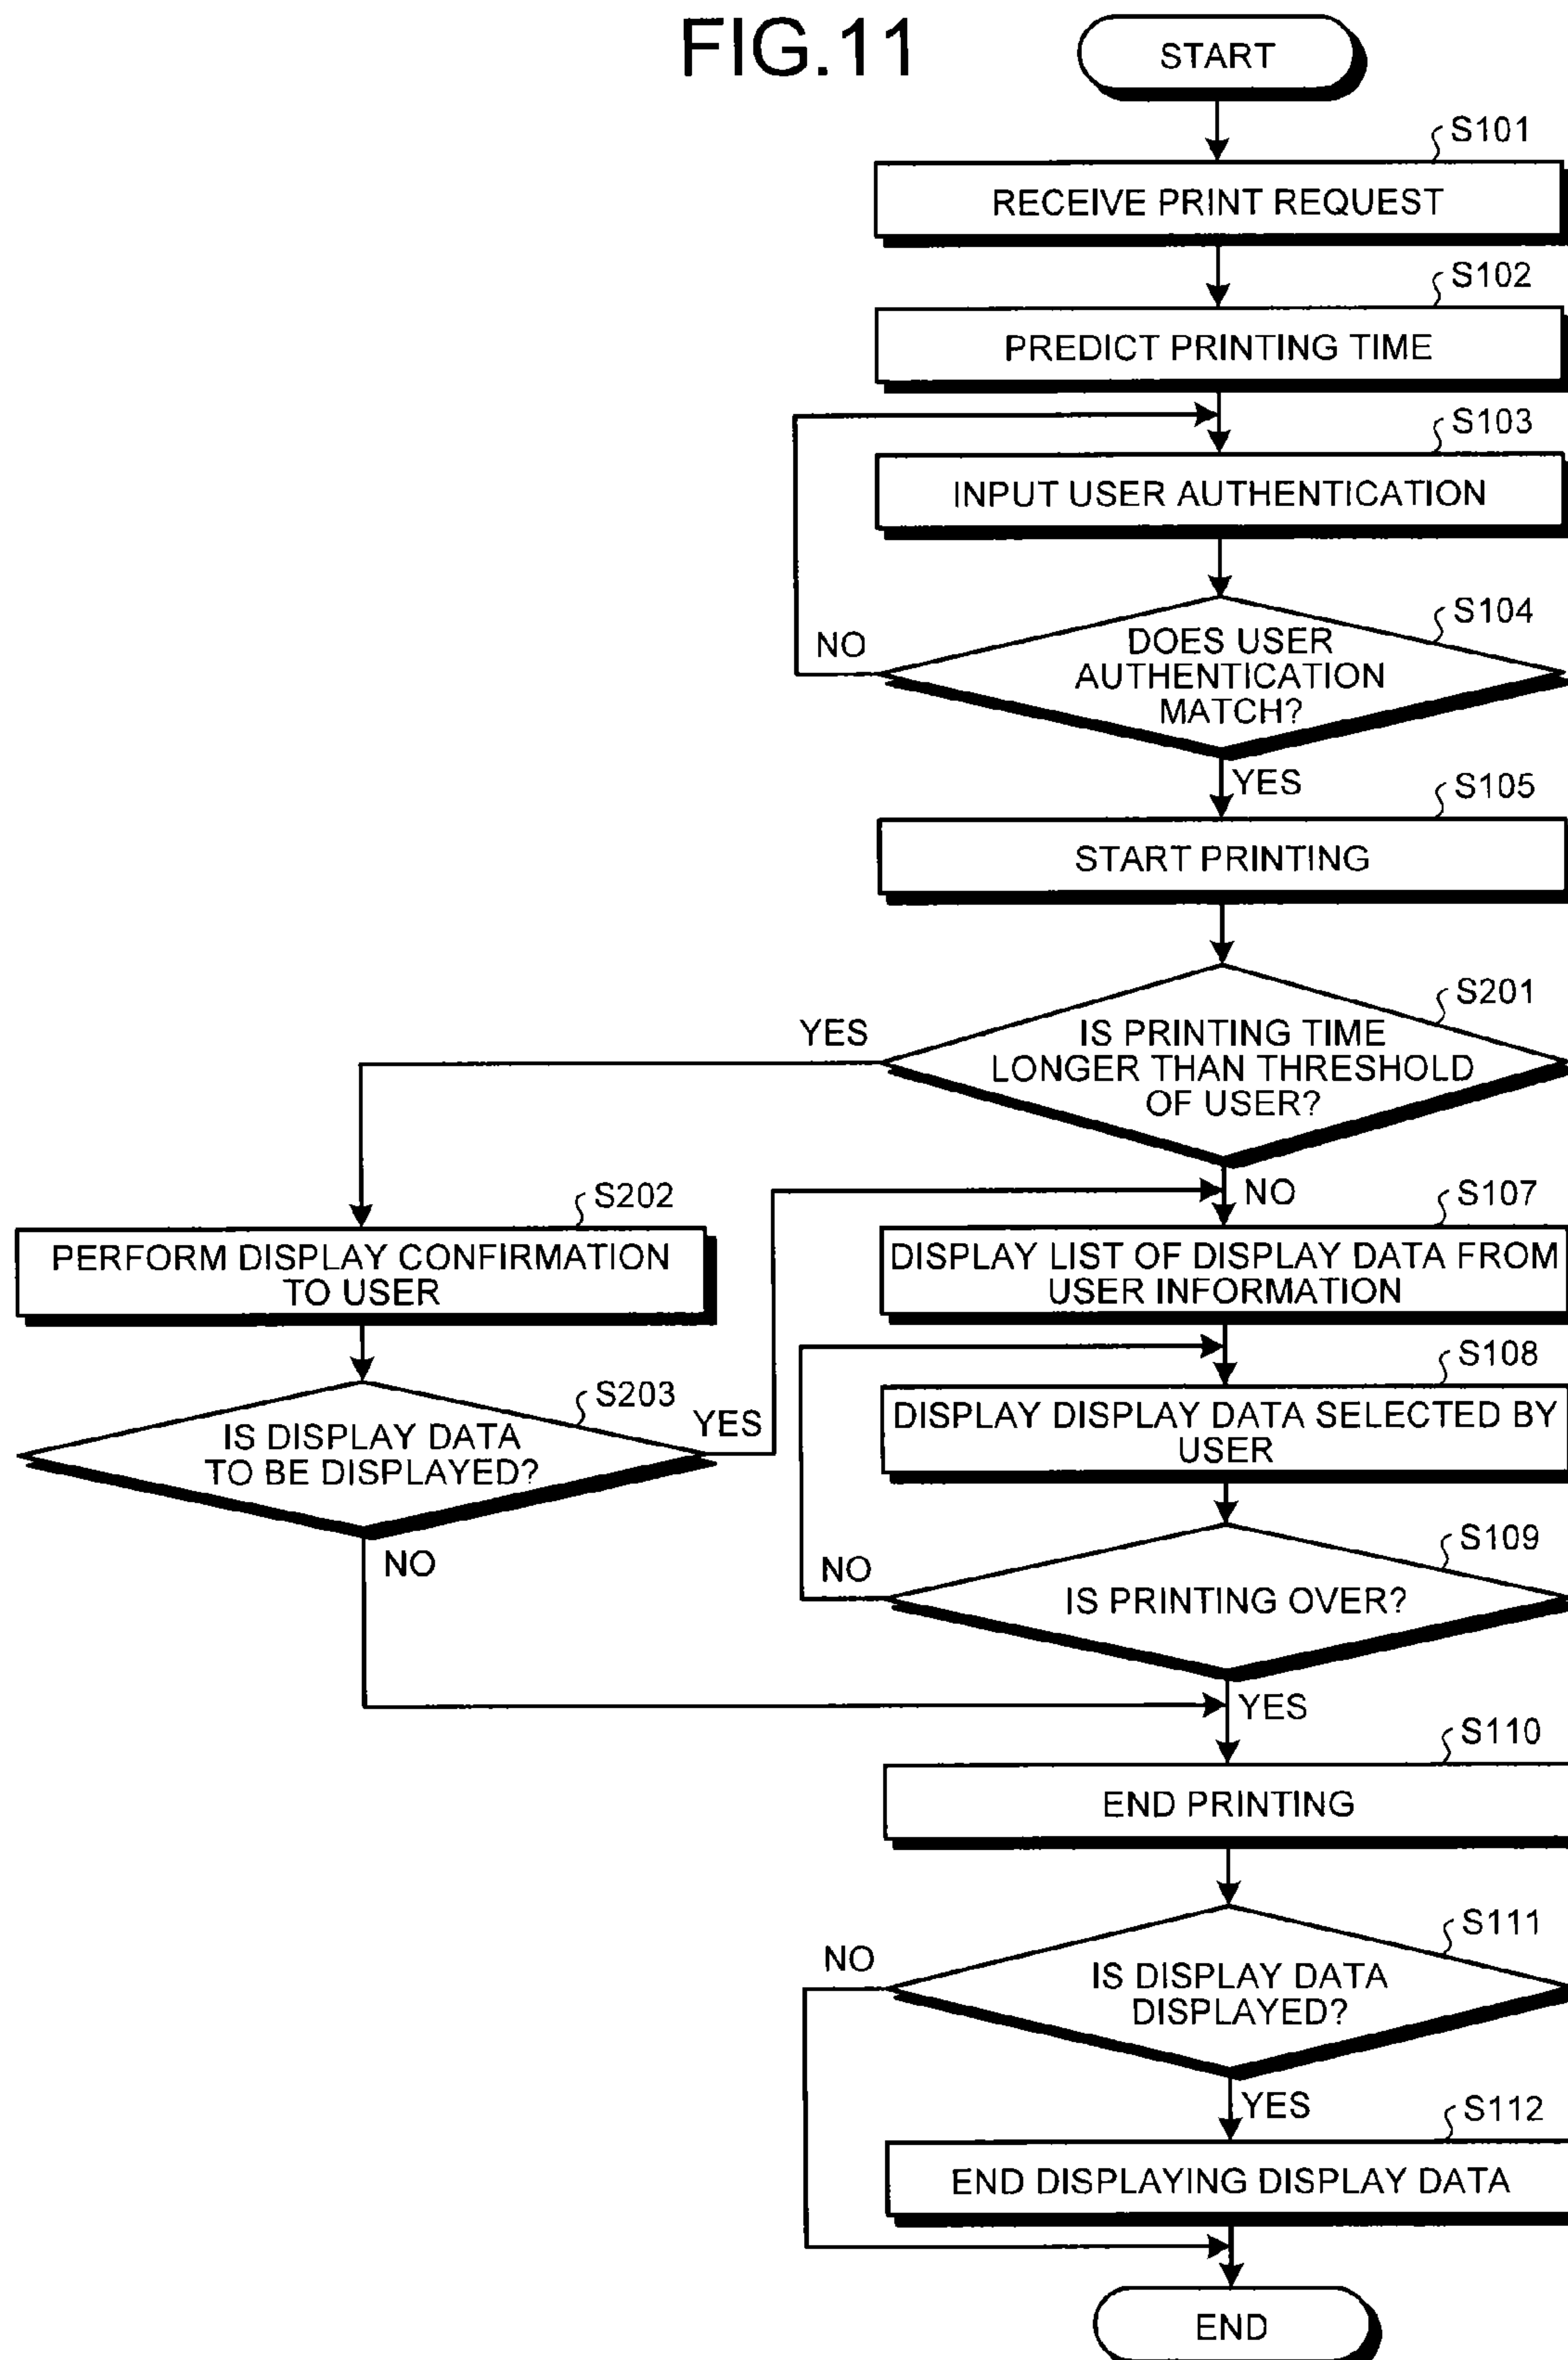 FIG.11
START
S101
RECEIVE PRINT REQUEST
S102
PREDICT PRINTING TIME
S103
INPUT USER AUTHENTICATION
S104
NO
DOES USER
AUTHENTICATION
MATCH?
YES
S105
START PRINTING
S201
YES
IS PRINTING TIME
LONGER THAN THRESHOLD
OF USER?
NO
S202
PERFORM DISPLAY CONFIRMATION
TO USER
S203
IS DISPLAY DATA
TO BE DISPLAYED?
YES
NO
S107
DISPLAY LIST OF DISPLAY DATA FROM
USER INFORMATION
S108
DISPLAY DISPLAY DATA SELECTED BY
USER
S109
NO
IS PRINTING OVER?
YES
S110
END PRINTING
S111
NO
IS DISPLAY DATA
DISPLAYED?
YES
S112
END DISPLAYING DISPLAY DATA
END